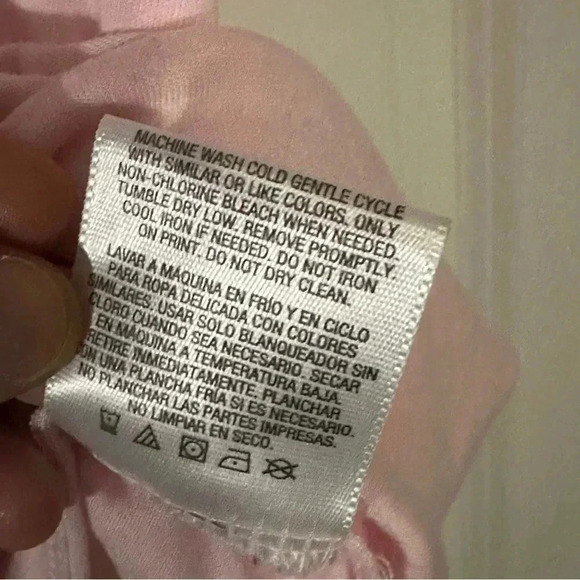 MACHINE WASH COLD GENTLE CYCLE
WITH SIMILAR OR LIKE COLORS. ONLY
NON-CHLORINE BLEACH WHEN NEEDED.
TUMBLE DRY LOW. REMOVE PROMPTLY.
COOL IRON IF NEEDED. DO NOT IRON
ON PRINT. DO NOT DRY CLEAN.
LAVAR A MAQUINA EN FRÍO Y EN CICLO
PARA ROPA DELICADA CON COLORES
SIMILARES. USAR SOLO BLANQUEADOR SIN
CLORO CUANDO SEA NECESARIO. SECAR
EN MAQUINA A TEMPERATURA BAJA.
RETIRE INMEDIATAMENTE. PLANCHAR
UNA PLANCHA FRÍA SI ES NECESARIO.
NO PLANCHAR LAS PARTES IMPRESAS.
NO LIMPIAR EN SECO.